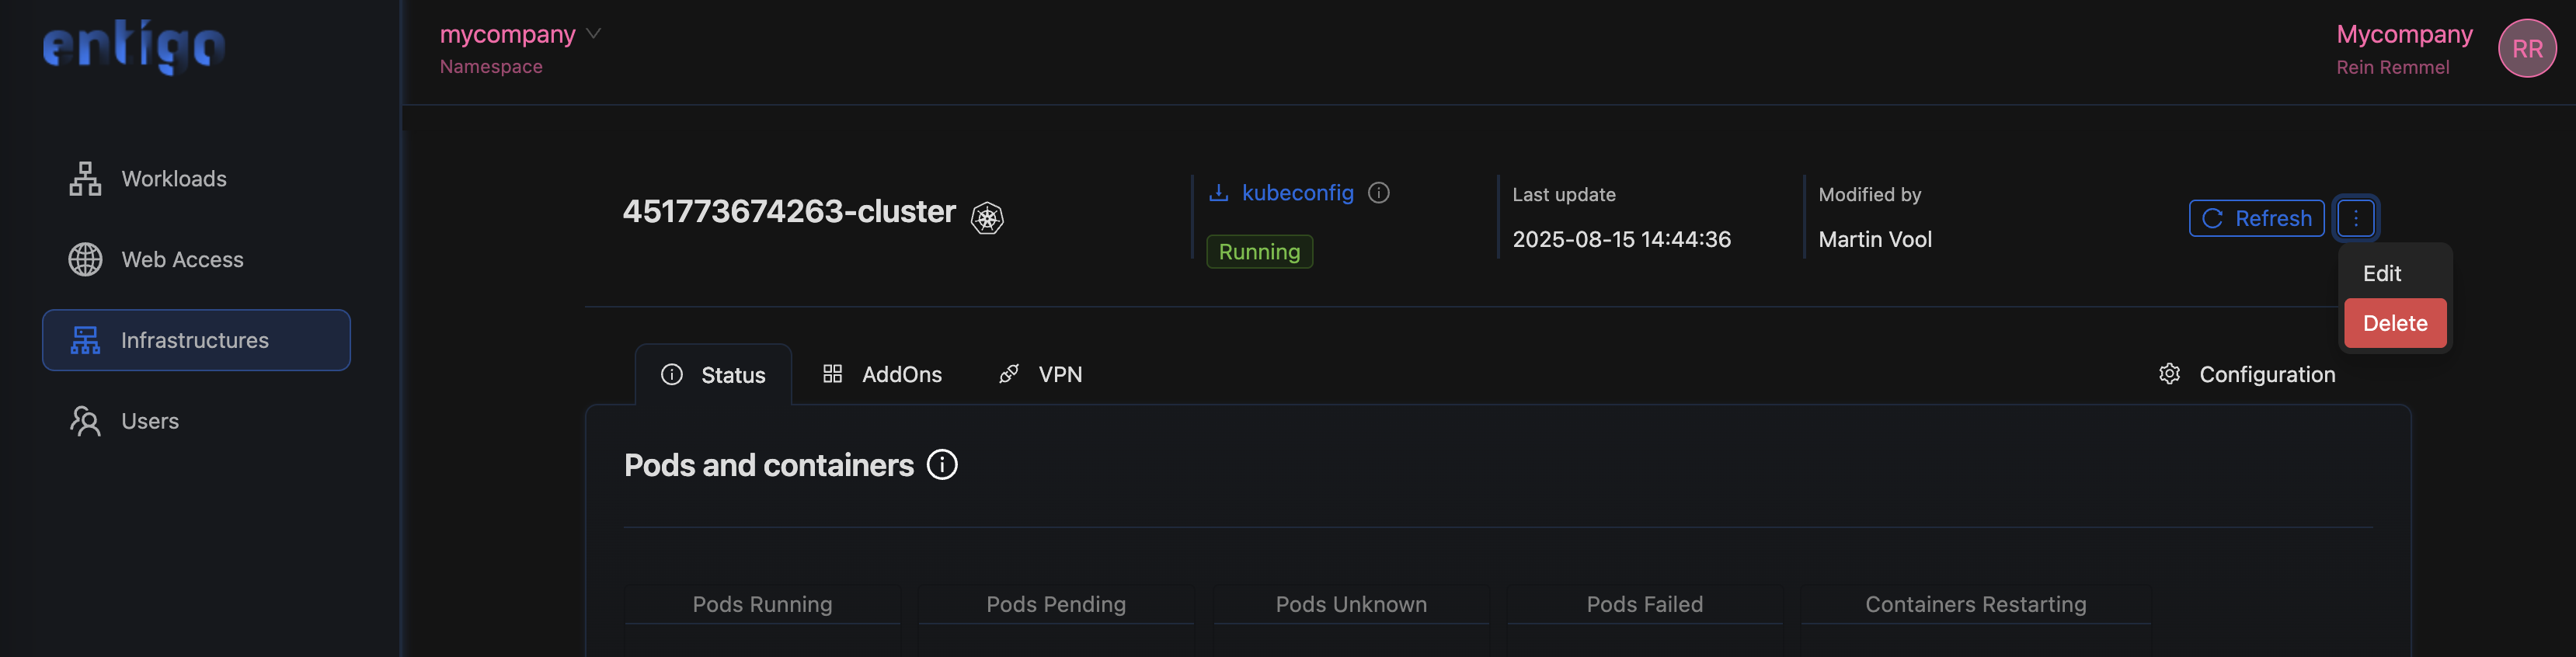 entigo
mycompany
Namespace
Mycompany
Rein Remmel
RR
Workloads
Web Access
Infrastructures
Users
451773674263-cluster
kubeconfig
Running
Last update
2025-08-15 14:44:36
Modified by
Martin Vool
Refresh
Edit
Delete
Status
AddOns
VPN
Configuration
Pods and containers
Pods Running
Pods Pending
Pods Unknown
Pods Failed
Containers Restarting